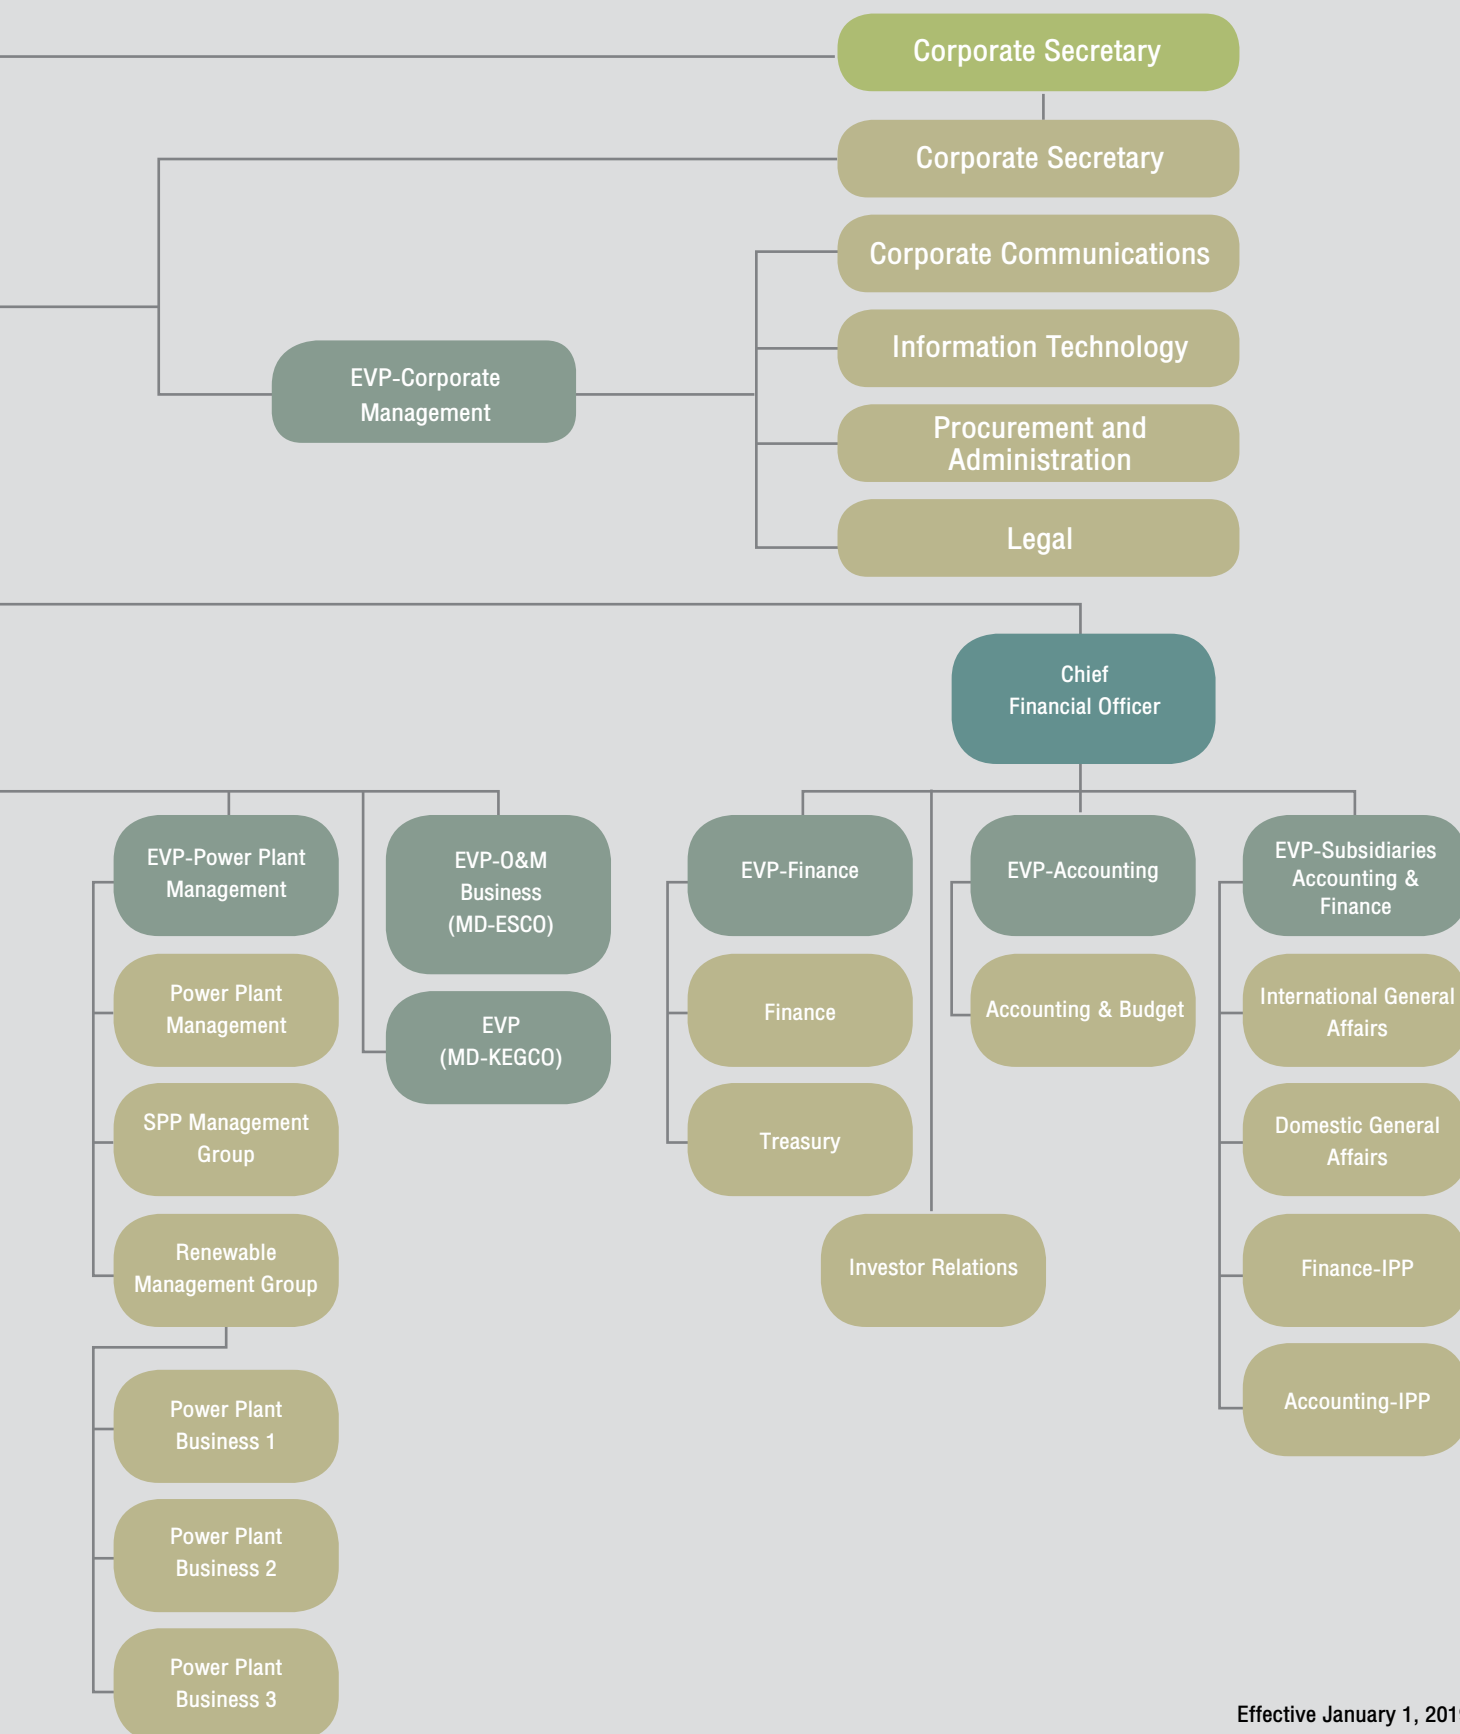 Corporate Secretary
Corporate Secretary
Corporate Communications
Information Technology
EVP-Corporate
Management
Procurement and
Administration
Legal
Chief
Financial Officer
EVP-Power Plant
Management
EVP-O&M
Business
(MD-ESCO)
EVP-Finance
EVP-Accounting
EVP-Subsidiaries
Accounting &
Finance
Power Plant
Management
EVP
(MD-KEGCO)
Finance
Accounting & Budget
International General
Affairs
SPP Management
Group
Treasury
Domestic General
Affairs
Renewable
Management Group
Investor Relations
Finance-IPP
Power Plant
Business 1
Accounting-IPP
Power Plant
Business 2
Power Plant
Business 3
Effective January 1, 201